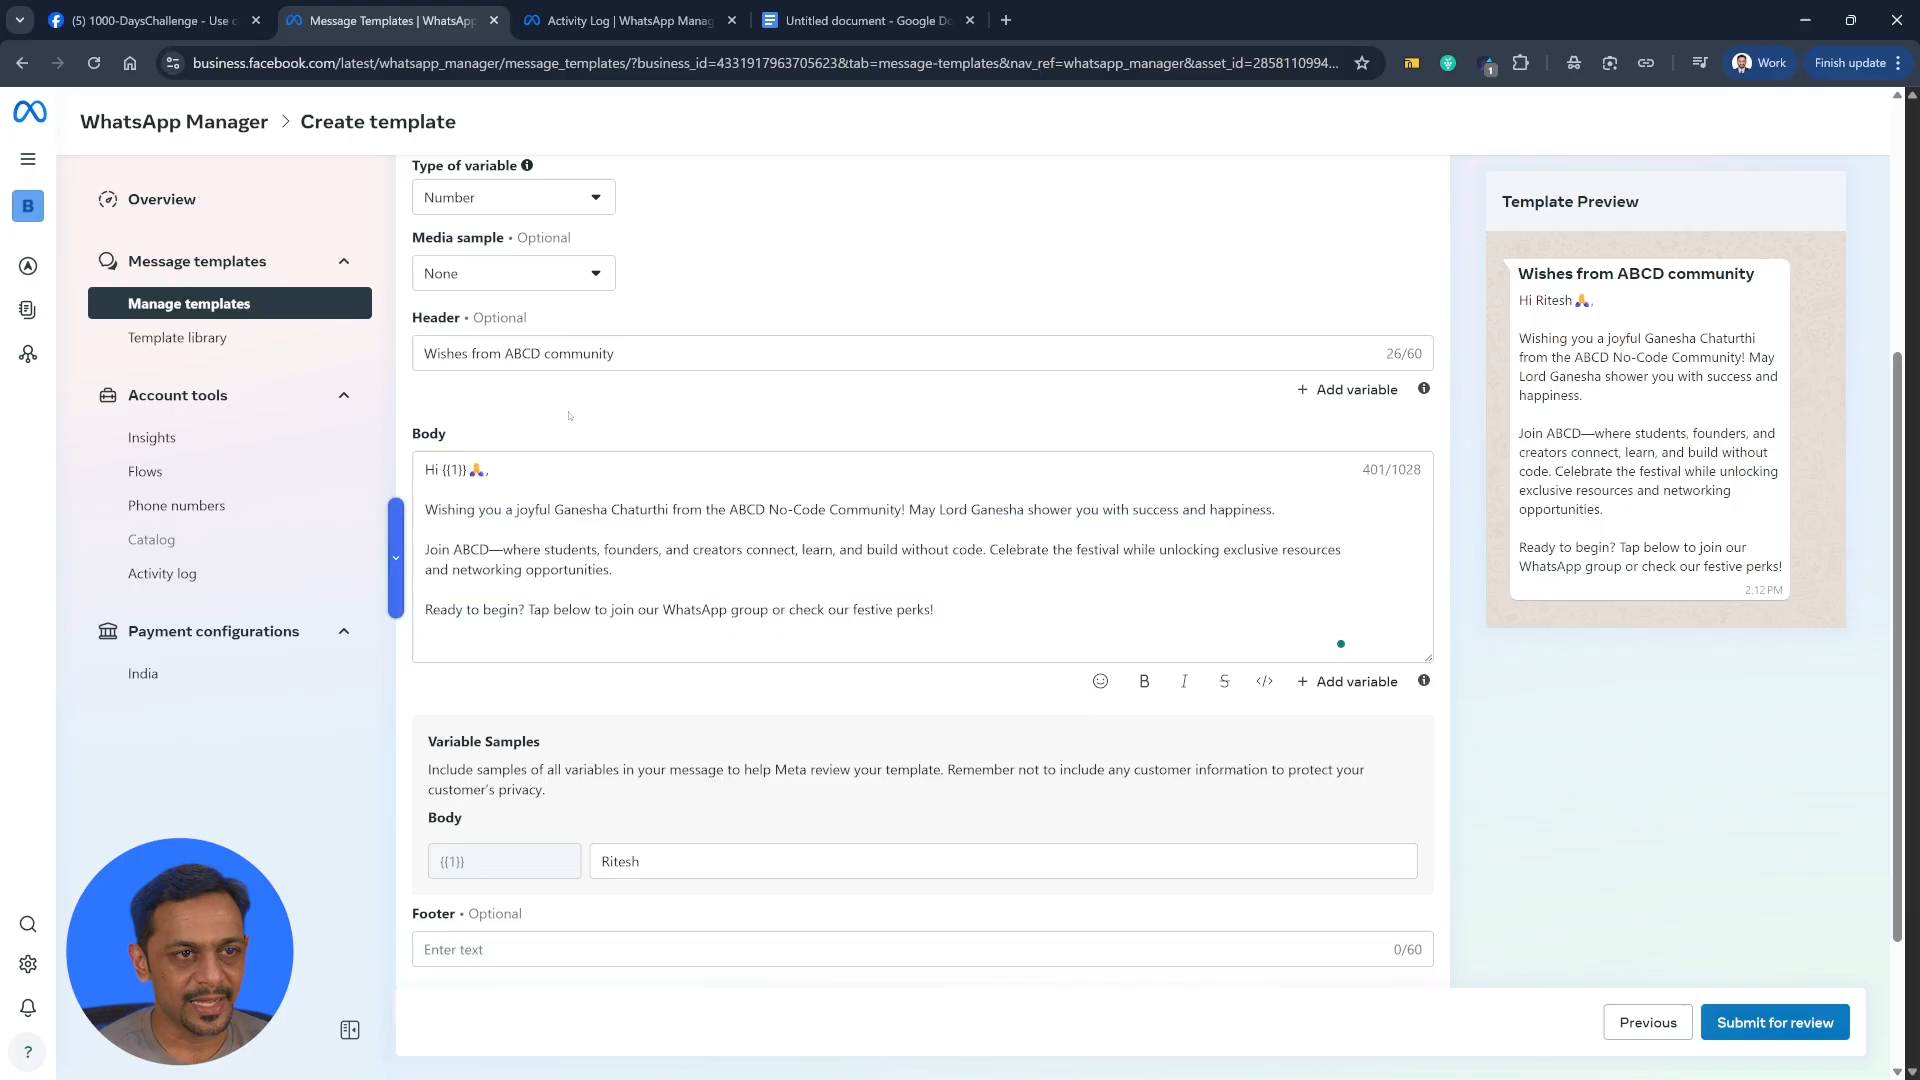 (5) 1000-DaysChallenge - Use c
Message Templates | WhatsApp
Activity Log | WhatsApp Manag
Untitled document - Google Do
business.facebook.com/latest/whatsapp_manager/message_templates/?business_id=4331917963705623&tab=message-templates&nav_ref=whatsapp_manager&asset_id=2858110994...
1
Work
Finish update
WhatsApp Manager > Create template
B
Overview
Message templates
Manage templates
Template library
Account tools
Insights
Flows
Phone numbers
Catalog
Activity log
Payment configurations
India
?
Type of variable
Number
Media sample • Optional
None
Header • Optional
Wishes from ABCD community
26/60
+ Add variable
Body
Hi {{1}}🙏,
401/1028
Wishing you a joyful Ganesha Chaturthi from the ABCD No-Code Community! May Lord Ganesha shower you with success and happiness.
Join ABCD—where students, founders, and creators connect, learn, and build without code. Celebrate the festival while unlocking exclusive resources
and networking opportunities.
Ready to begin? Tap below to join our WhatsApp group or check our festive perks!
B I S </> + Add variable
Variable Samples
Include samples of all variables in your message to help Meta review your template. Remember not to include any customer information to protect your
customer's privacy.
Body
{{1}}
Ritesh
Footer • Optional
Enter text
0/60
Previous
Submit for review
Template Preview
Wishes from ABCD community
Hi Ritesh🙏,
Wishing you a joyful Ganesha Chaturthi
from the ABCD No-Code Community! May
Lord Ganesha shower you with success and
happiness.
Join ABCD—where students, founders, and
creators connect, learn, and build without
code. Celebrate the festival while unlocking
exclusive resources and networking
opportunities.
Ready to begin? Tap below to join our
WhatsApp group or check our festive perks!
2:12 PM